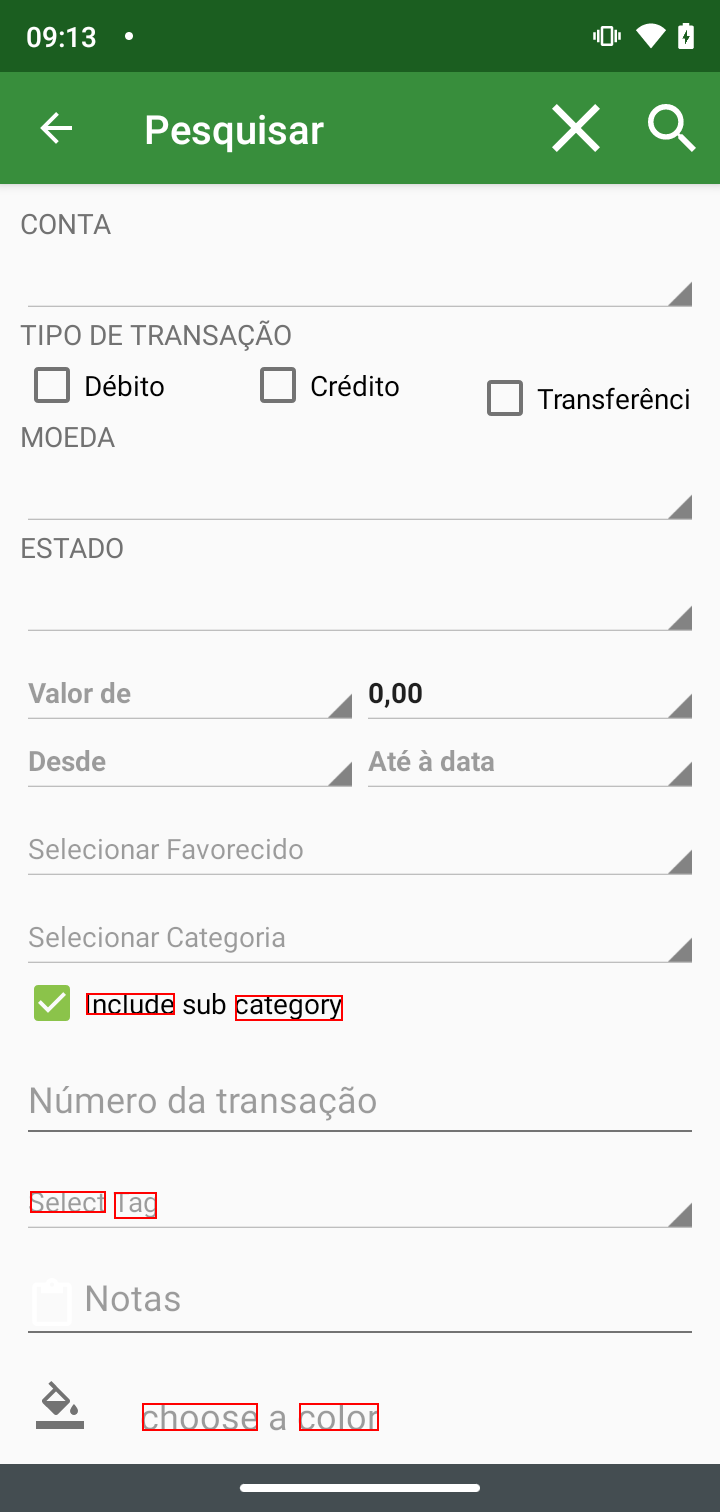 09:13
Pesquisar
CONTA
TIPO DE TRANSAÇÃO
Débito Crédito Transferênci
MOEDA
ESTADO
Valor de 0,00
Desde Até à data
Selecionar Favorecido
Selecionar Categoria
Include sub category
Número da transação
Select Tag
Notas
choose a color